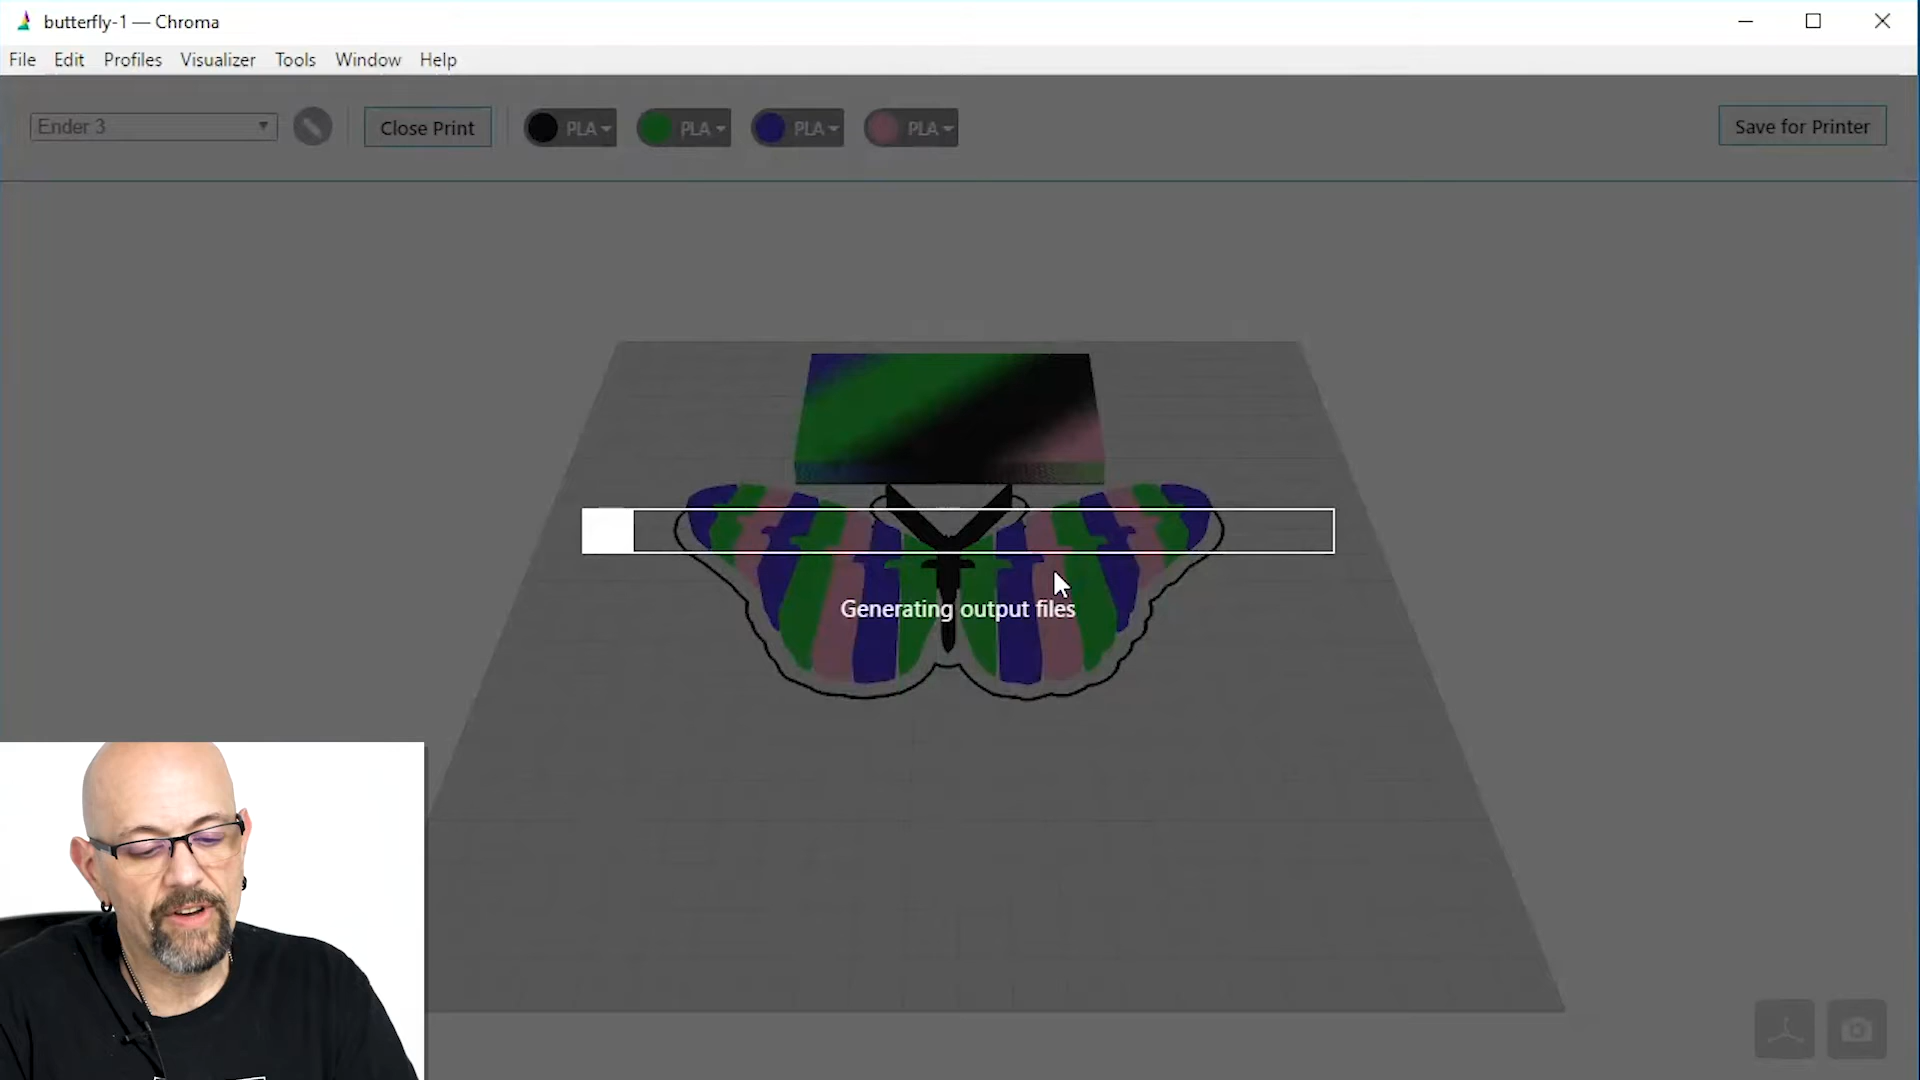 butterfly-1 — Chroma
File Edit Profiles Visualizer Tools Window Help
Ender 3 Close Print PLA PLA PLA PLA Save for Printer
Generating output files